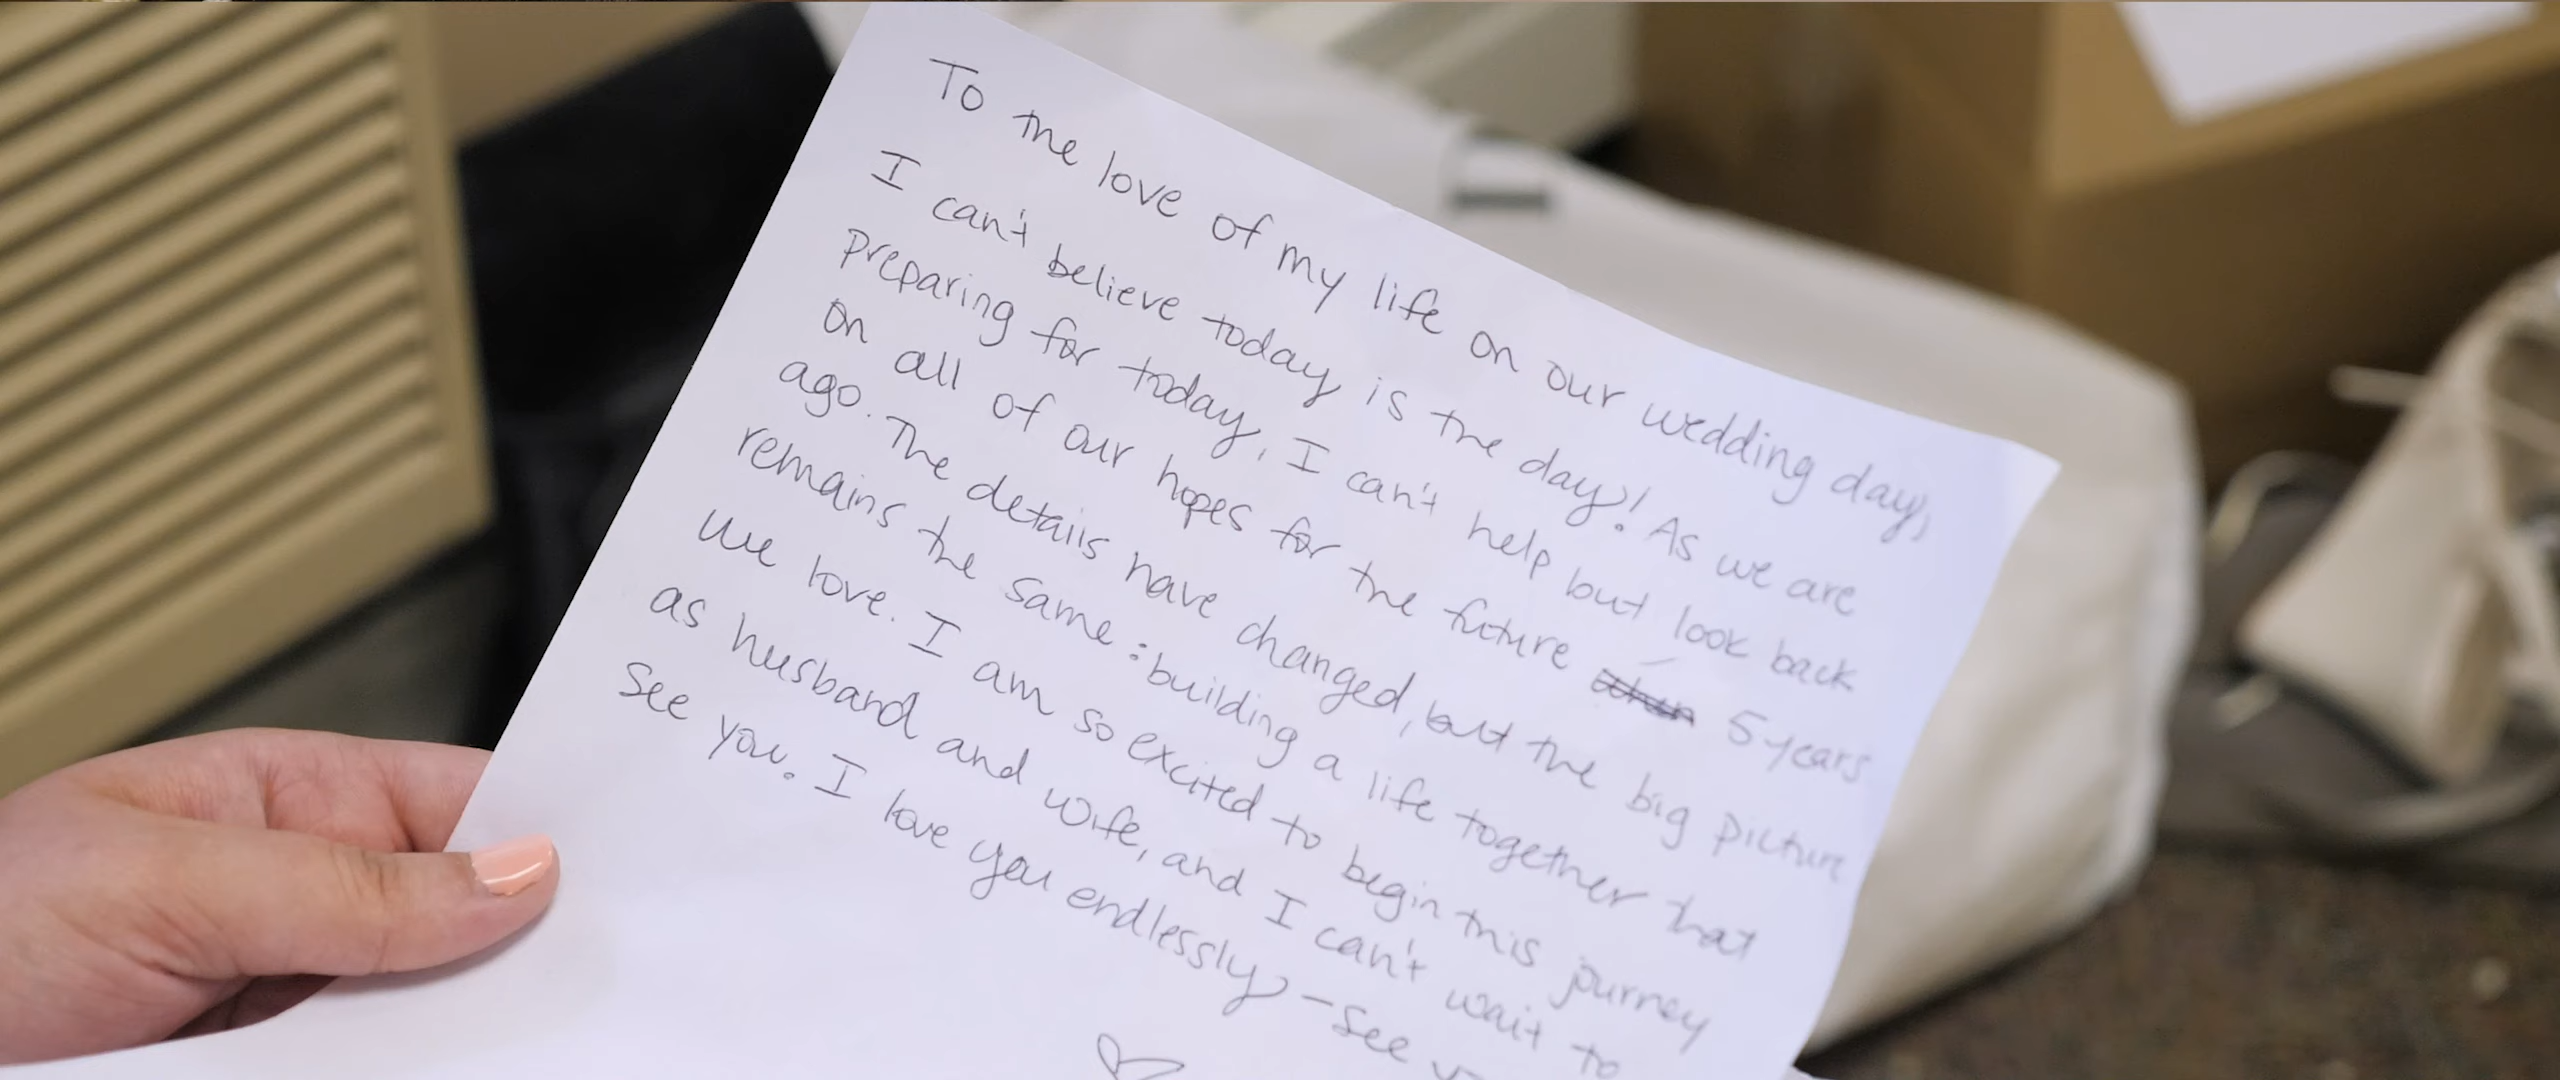 To the love of my life on our wedding day,
I can't believe today is the day! As we are
preparing for today, I can't help but look back
on all of our hopes for the future 5 years
ago. The details have changed, but the big picture
remains the same: building a life together that
we love. I am so excited to begin this journey
as husband and wife, and I can't wait to
see you. I love you endlessly - see